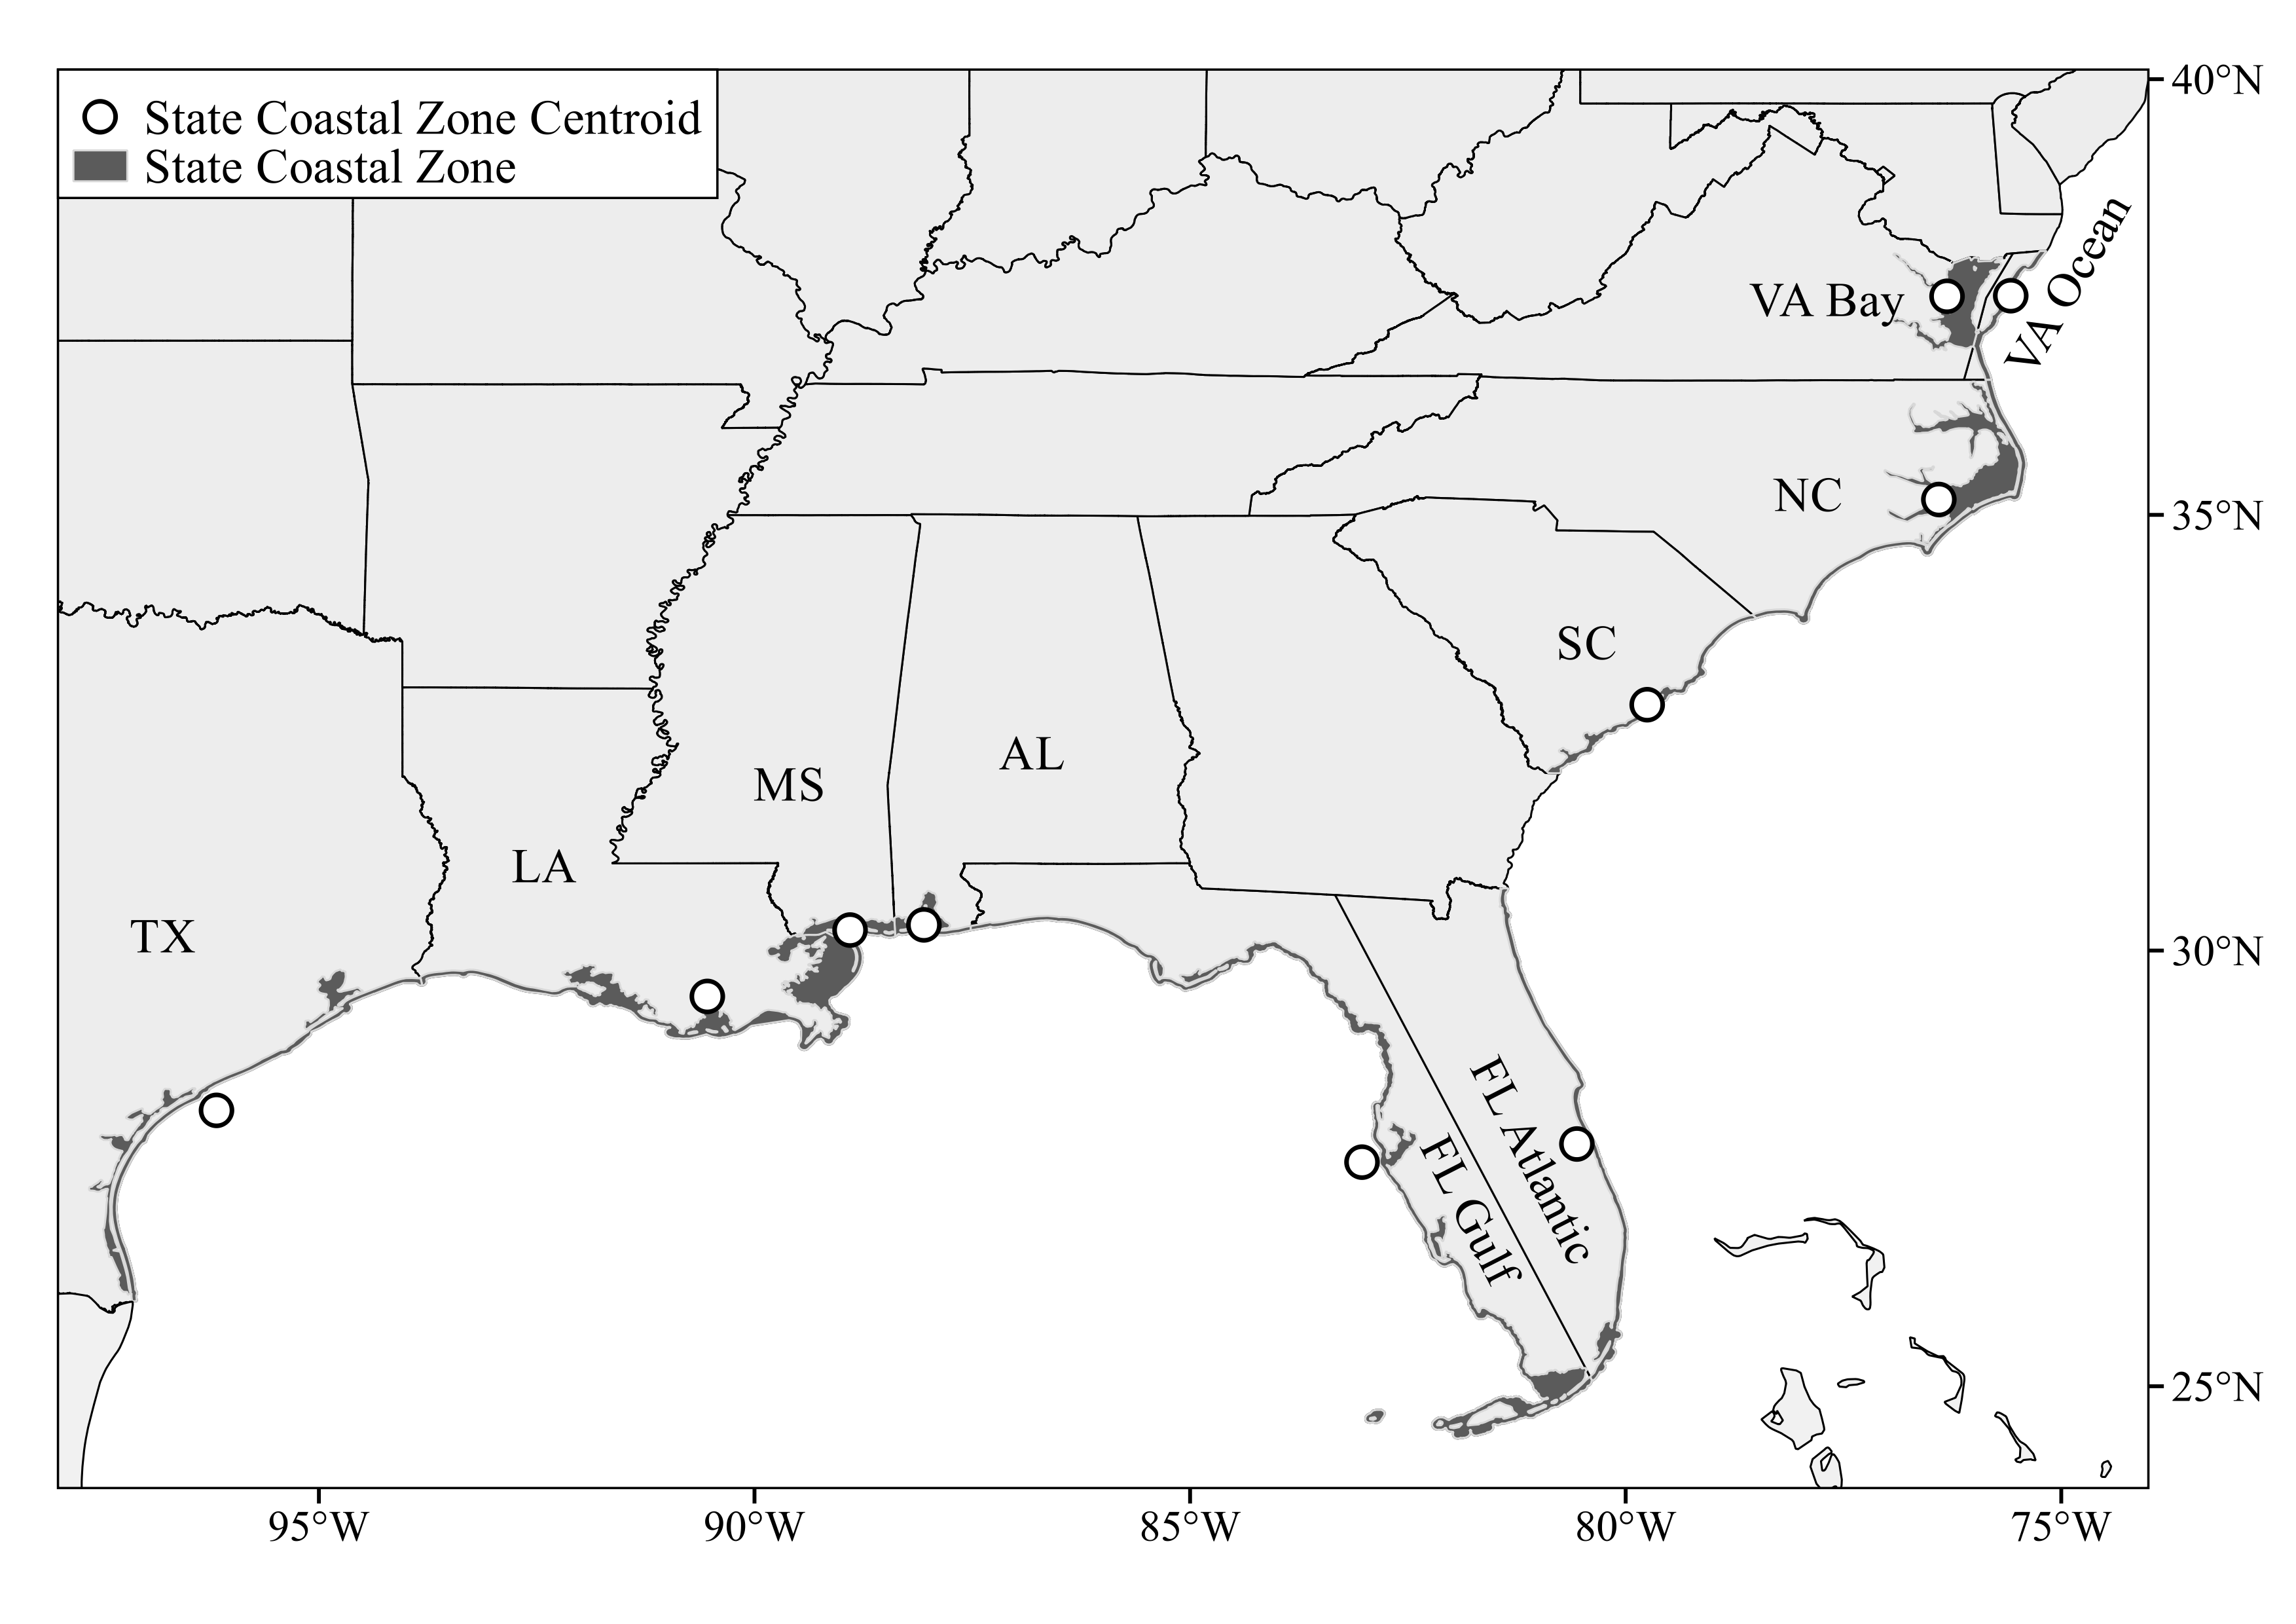 State Coastal Zone Centroid
State Coastal Zone
40°N
VA Ocean
VA Bay
NC
35°N
SC
AL
MS
LA
TX
30°N
FL Atlantic
FL Gulf
25°N
95°W
90°W
85°W
80°W
75°W